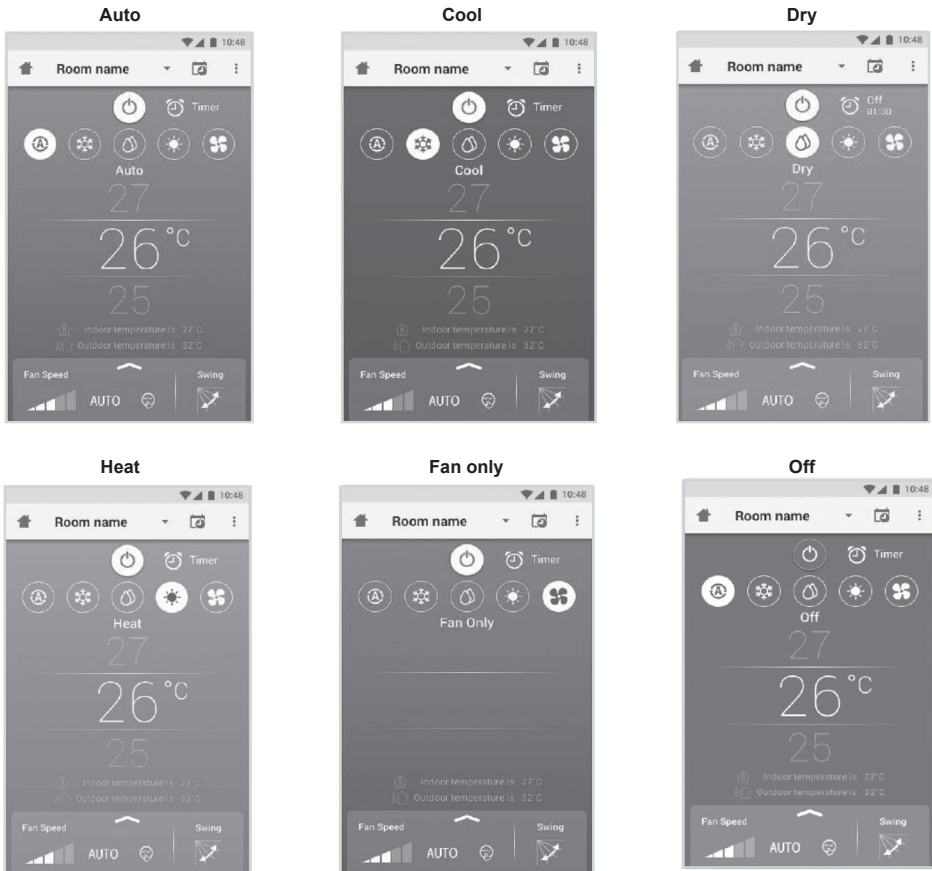 Auto
10:48
Room name
Timer
A
Auto
27
26°C
25
Indoor temperature is 27°C
Outdoor temperature is 32°C
Fan Speed
Swing
AUTO
Cool
10:48
Room name
Timer
A
Cool
27
26°C
25
Indoor temperature is 27°C
Outdoor temperature is 32°C
Fan Speed
Swing
AUTO
Dry
10:48
Room name
Off
01:30
A
Dry
27
26°C
25
Indoor temperature is 27°C
Outdoor temperature is 32°C
Fan Speed
Swing
AUTO
Heat
10:48
Room name
Timer
A
Heat
27
26°C
25
Indoor temperature is 27°C
Outdoor temperature is 32°C
Fan Speed
Swing
AUTO
Fan only
10:48
Room name
Timer
A
Fan Only
Indoor temperature is 27°C
Outdoor temperature is 32°C
Fan Speed
Swing
AUTO
Off
10:48
Room name
Timer
A
Off
27
26°C
25
Indoor temperature is 27°C
Outdoor temperature is 32°C
Fan Speed
Swing
AUTO